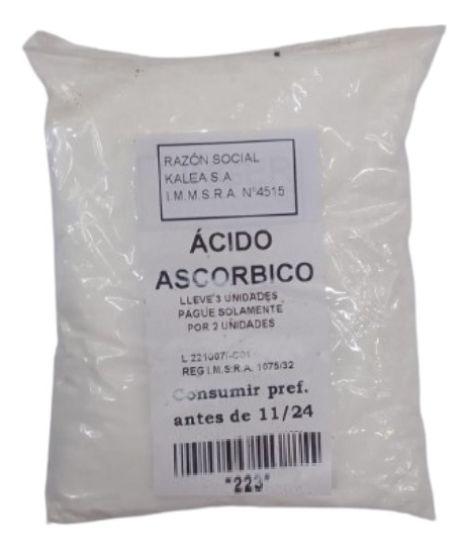 RAZÓN SOCIAL
KALEA S.A
I.M.M.S.R.A. N°4515
ÁCIDO
ASCORBICO
LLEVE 3 UNIDADES
PAGUE SOLAMENTE
POR 2 UNIDADES
REG I.M.S.R.A. 1075/32
Consumir pref.
antes de 11/24
*223*